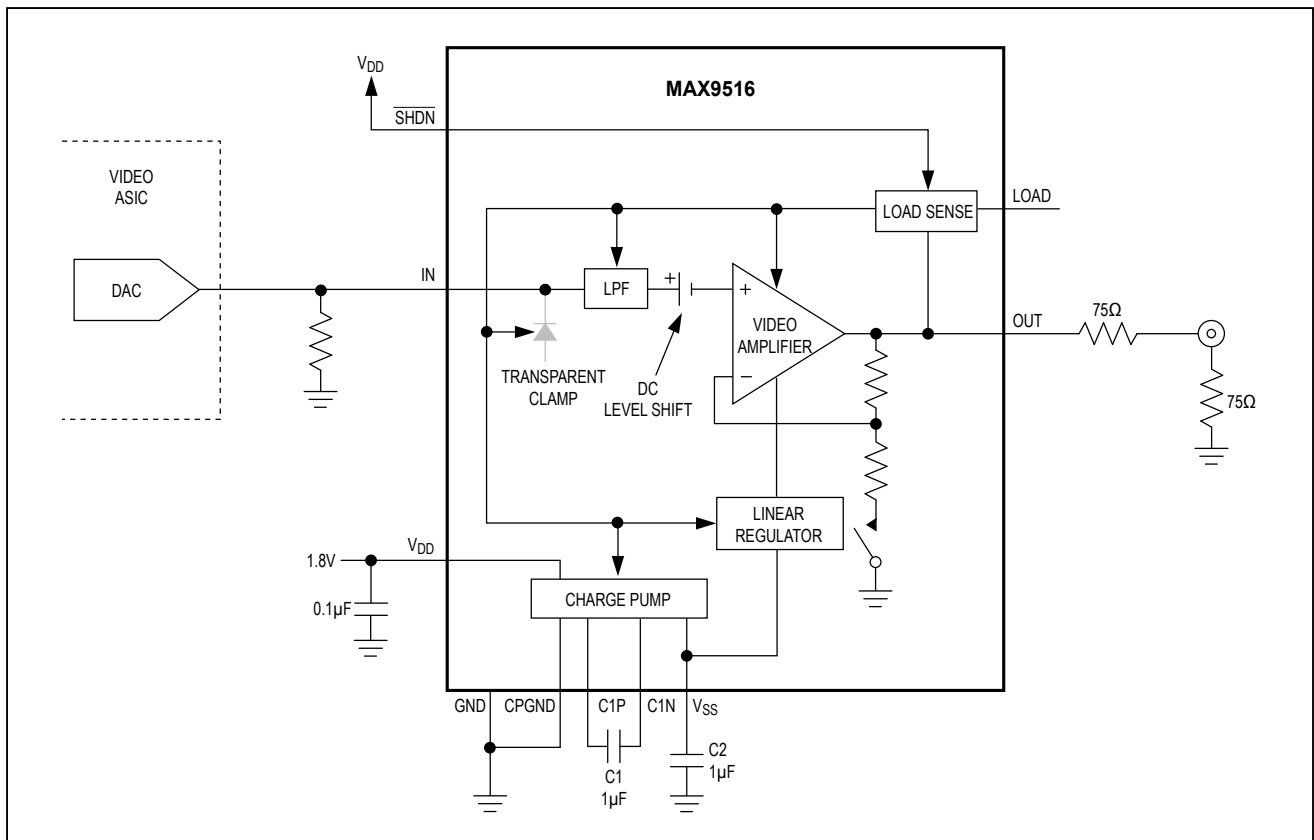 VDD
MAX9516
SHDN
VIDEO
ASIC
LOAD SENSE
LOAD
DAC
IN
LPF
+
+
VIDEO
AMPLIFIER
−
OUT
75Ω
75Ω
TRANSPARENT
CLAMP
DC
LEVEL SHIFT
LINEAR
REGULATOR
VDD
1.8V
0.1µF
CHARGE PUMP
GND
CPGND
C1P
C1N
VSS
C1
1µF
C2
1µF